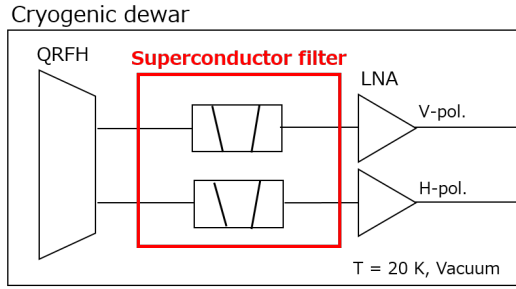 Cryogenic dewar
QRFH
Superconductor filter
LNA
V-pol.
H-pol.
T = 20 K, Vacuum